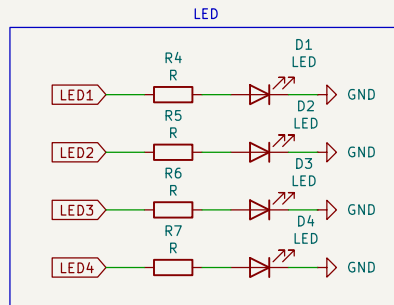 LED
D1
R4
LED
R
LED1
GND
D2
R5
LED
R
LED2
GND
D3
R6
LED
R
LED3
GND
D4
R7
LED
R
LED4
GND